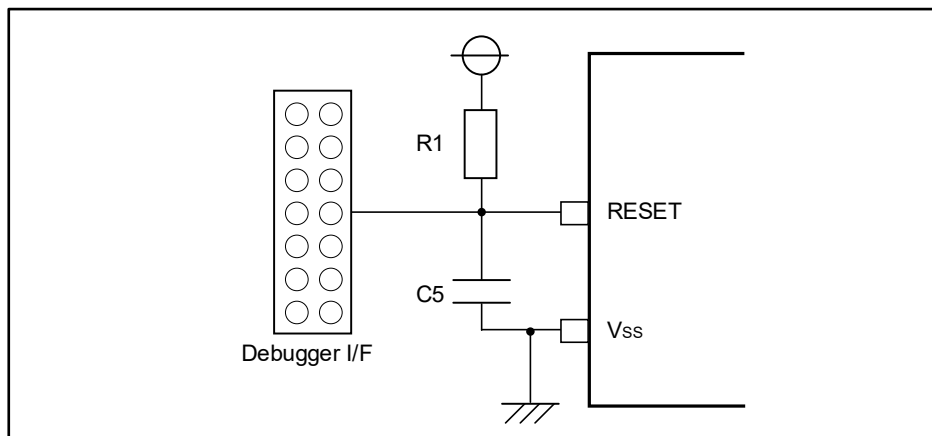 R1
RESET
C5
Vss
Debugger I/F